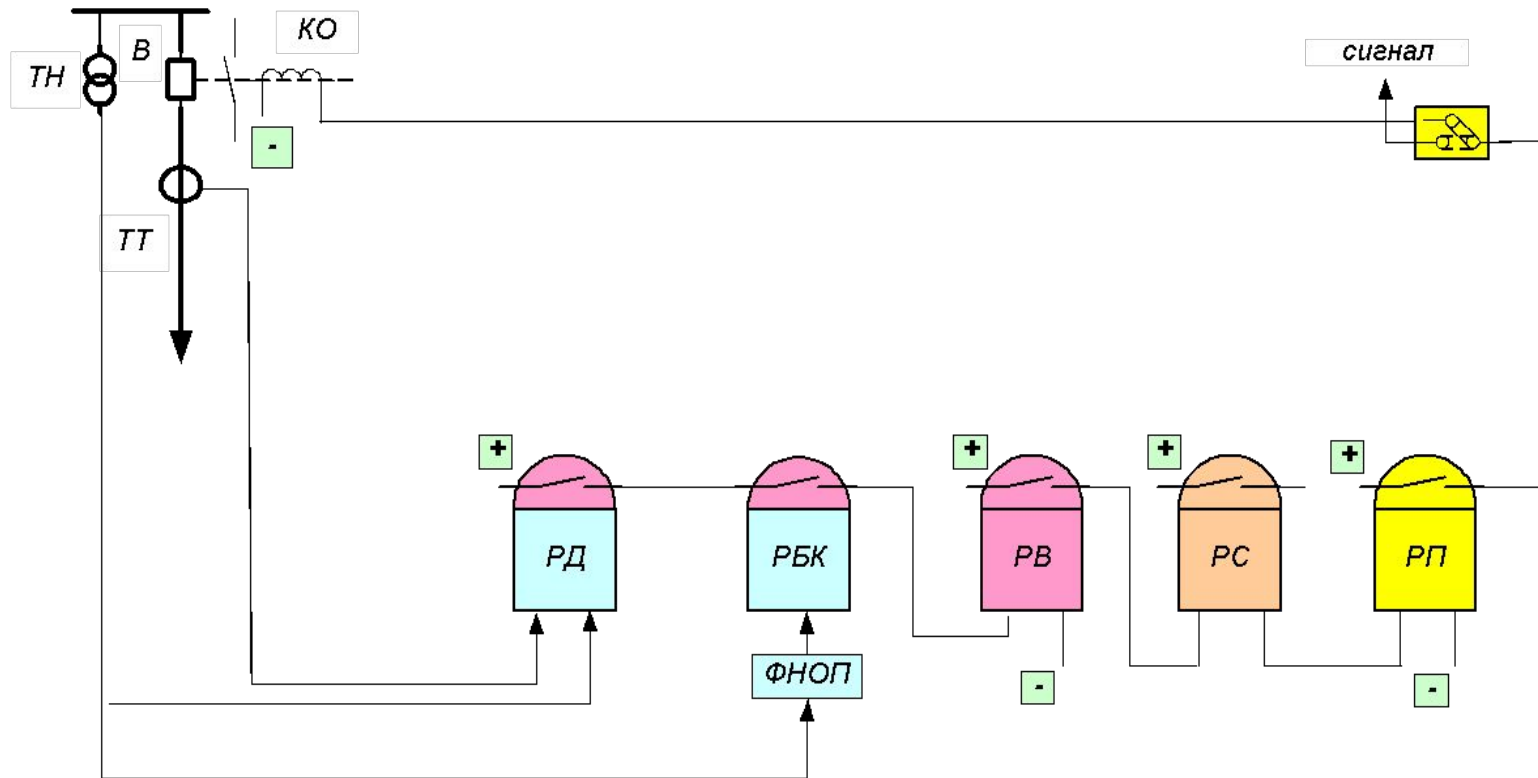 КО
В
сигнал
ТН
-
ТТ
+
+
+
+
РД
РБК
РВ
РС
РП
ФНОП
-
-